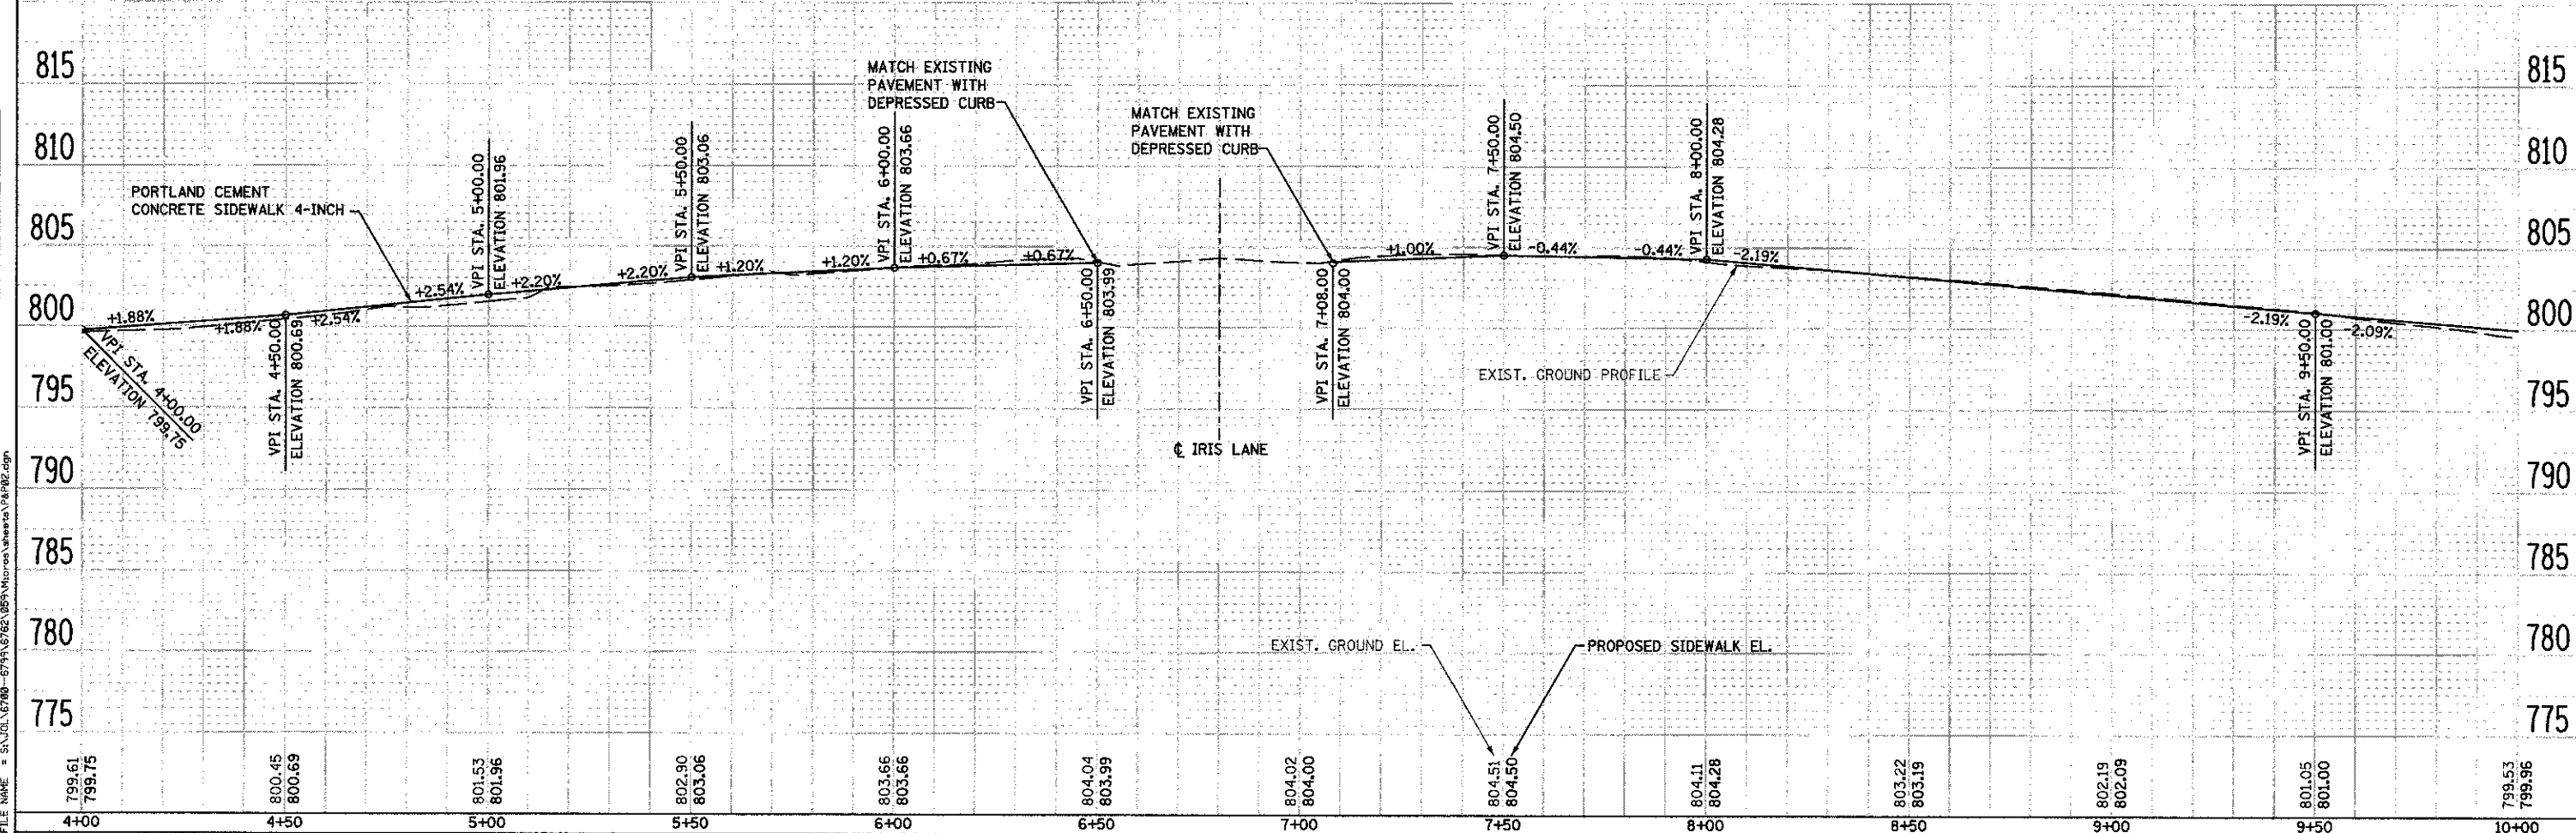 815
810
805
800
795
790
785
780
775
815
810
805
800
795
790
785
780
775
PORTLAND CEMENT
CONCRETE SIDEWALK 4-INCH
MATCH EXISTING
PAVEMENT WITH
DEPRESSED CURB
MATCH EXISTING
PAVEMENT WITH
DEPRESSED CURB
VPI STA. 4+00.00
ELEVATION 799.75
VPI STA. 4+50.00
ELEVATION 800.69
VPI STA. 5+00.00
ELEVATION 801.96
VPI STA. 5+50.00
ELEVATION 803.06
VPI STA. 6+00.00
ELEVATION 803.66
VPI STA. 6+50.00
ELEVATION 803.99
VPI STA. 7+08.00
ELEVATION 804.00
VPI STA. 7+50.00
ELEVATION 804.50
VPI STA. 8+00.00
ELEVATION 804.28
VPI STA. 9+50.00
ELEVATION 801.00
+1.88%
+1.88%
+2.54%
+2.54%
+2.20%
+2.20%
+1.20%
+1.20%
+0.67%
+0.67%
+1.00%
-0.44%
-0.44%
-2.19%
-2.19%
-2.09%
℄ IRIS LANE
EXIST. GROUND PROFILE
EXIST. GROUND EL.
PROPOSED SIDEWALK EL.
799.61
799.75
800.45
800.69
801.53
801.96
802.90
803.06
803.66
803.66
804.04
803.99
804.02
804.00
804.51
804.50
804.11
804.28
803.22
803.19
802.19
802.09
801.05
801.00
799.53
799.96
4+00
4+50
5+00
5+50
6+00
6+50
7+00
7+50
8+00
8+50
9+00
9+50
10+00
FILE NAME =